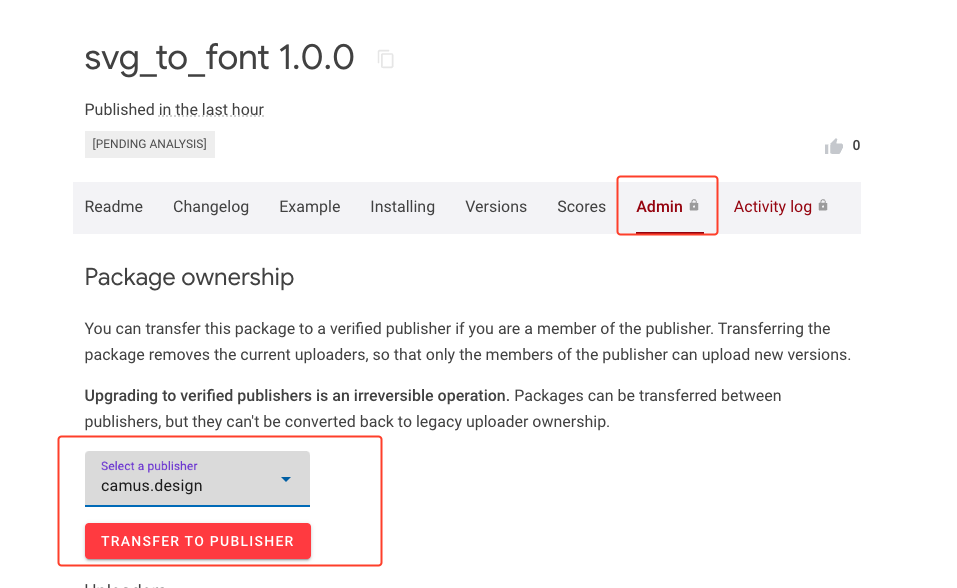 svg_to_font 1.0.0
Published in the last hour
[PENDING ANALYSIS]
0
Readme Changelog Example Installing Versions Scores Admin Activity log
Package ownership
You can transfer this package to a verified publisher if you are a member of the publisher. Transferring the
package removes the current uploaders, so that only the members of the publisher can upload new versions.
Upgrading to verified publishers is an irreversible operation. Packages can be transferred between
publishers, but they can't be converted back to legacy uploader ownership.
Select a publisher
camus.design
TRANSFER TO PUBLISHER